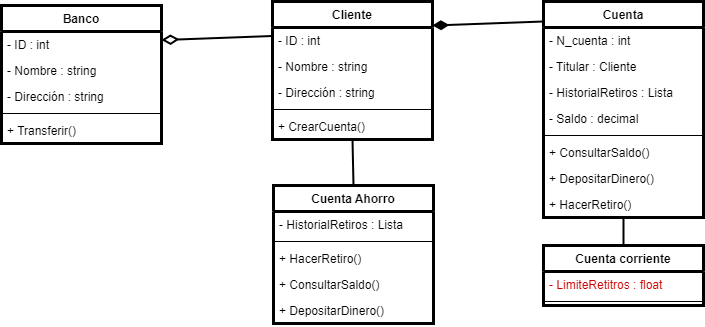 Banco
- ID : int
- Nombre : string
- Dirección : string
+ Transferir()
Cliente
- ID : int
- Nombre : string
- Dirección : string
+ CrearCuenta()
Cuenta
- N_cuenta : int
- Titular : Cliente
- HistorialRetiros : Lista
- Saldo : decimal
+ ConsultarSaldo()
+ DepositarDinero()
+ HacerRetiro()
Cuenta Ahorro
- HistorialRetiros : Lista
+ HacerRetiro()
+ ConsultarSaldo()
+ DepositarDinero()
Cuenta corriente
- LimiteRetitros : float